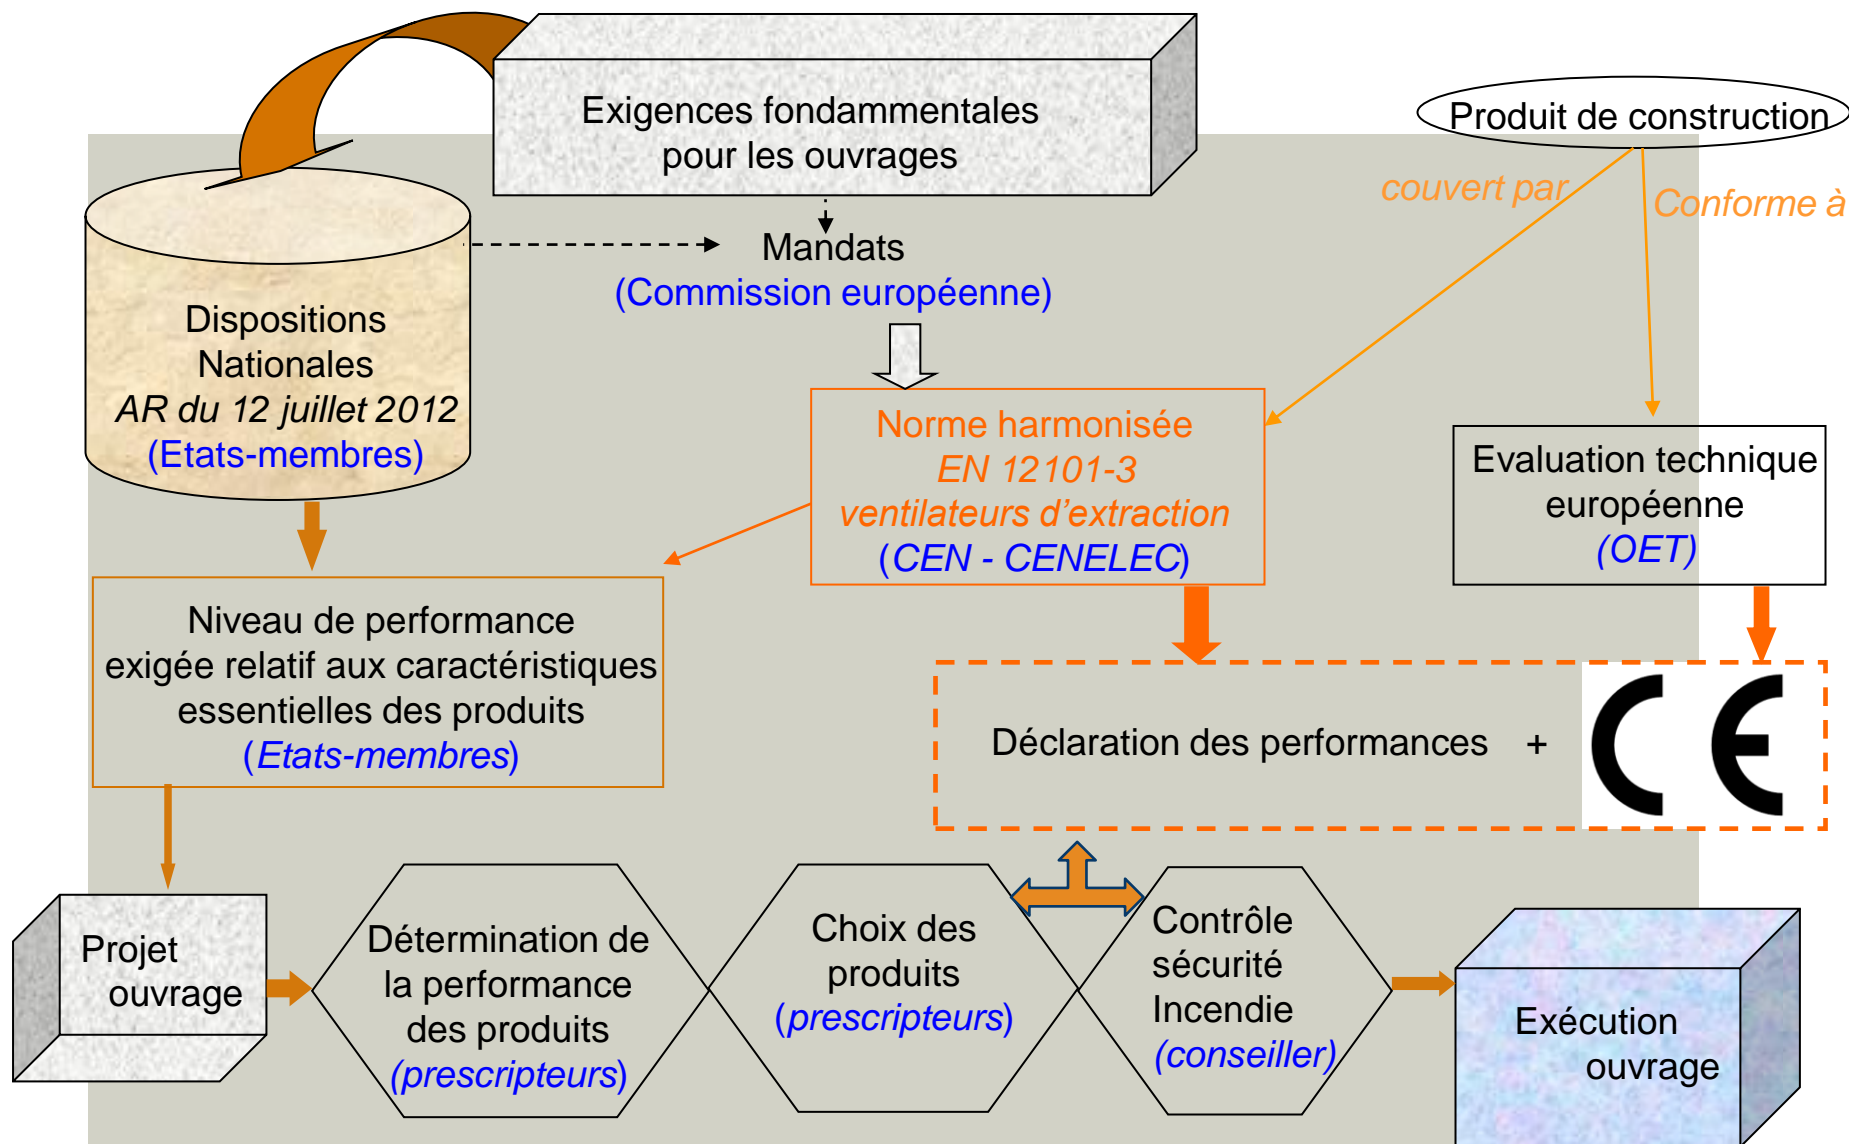 Exigences fondammentales
pour les ouvrages
Produit de construction
couvert par
Conforme à
Mandats
(Commission européenne)
Dispositions
Nationales
AR du 12 juillet 2012
(Etats-membres)
Norme harmonisée
EN 12101-3
ventilateurs d’extraction
(CEN - CENELEC)
Evaluation technique
européenne
(OET)
Niveau de performance
exigée relatif aux caractéristiques
essentielles des produits
(Etats-membres)
Déclaration des performances +
CE
Projet
ouvrage
Détermination de
la performance
des produits
(prescripteurs)
Choix des
produits
(prescripteurs)
Contrôle
sécurité
Incendie
(conseiller)
Exécution
ouvrage